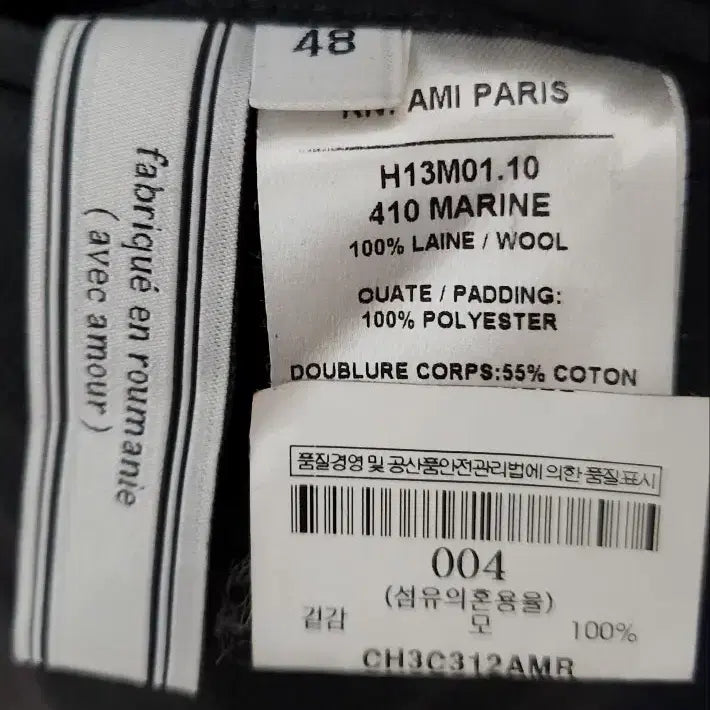 fabriqué en roumanie
( avec amour )
48
AMI PARIS
H13M01.10
410 MARINE
100% LAINE / WOOL
OUATE / PADDING:
100% POLYESTER
DOUBLURE CORPS:55% COTON
품질경영 및 공산품안전관리법에 의한 품질표시
004
(섬유의혼용율)
겉감 모 100%
CH3C312AMR